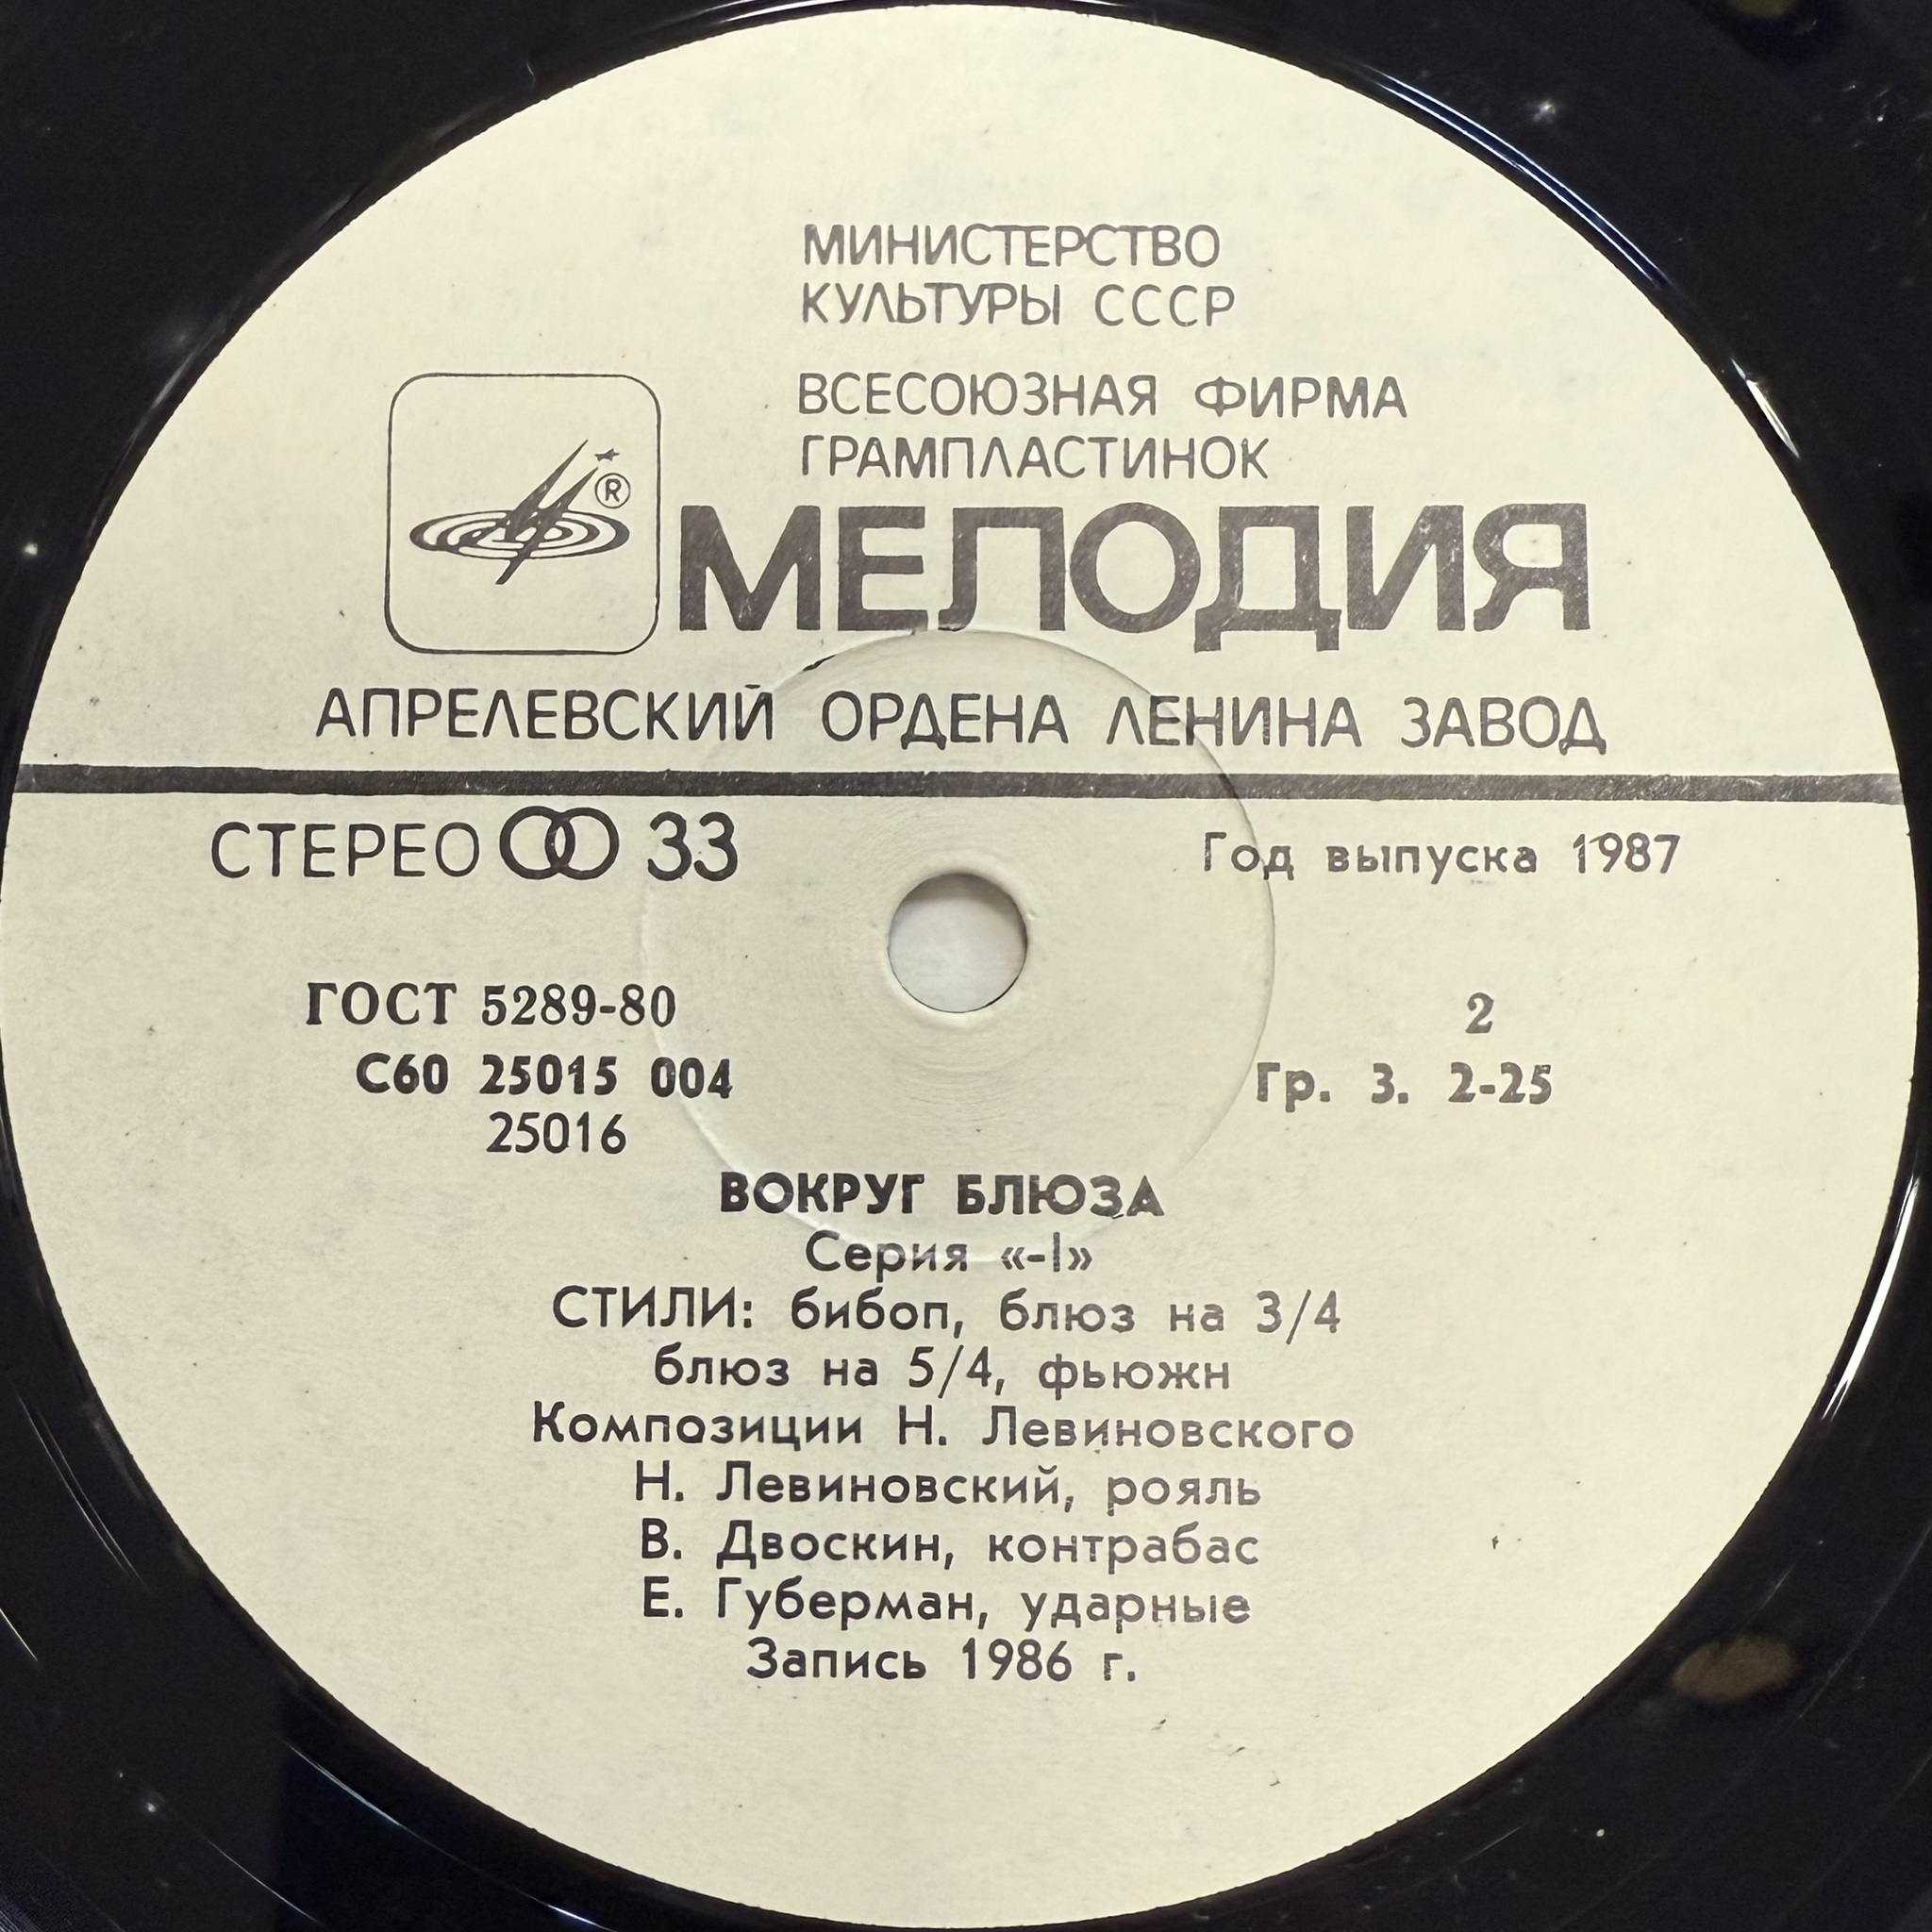 МИНИСТЕРСТВО
КУЛЬТУРЫ СССР
ВСЕСОЮЗНАЯ ФИРМА
ГРАМПЛАСТИНОК
®
МЕЛОДИЯ
АПРЕЛЕВСКИЙ ОРДЕНА ЛЕНИНА ЗАВОД
СТЕРЕО 33
Год выпуска 1987
ГОСТ 5289-80
2
С60 25015 004
Гр. 3. 2-25
25016
ВОКРУГ БЛЮЗА
Серия «-I»
СТИЛИ: бибоп, блюз на 3/4
блюз на 5/4, фьюжн
Композиции Н. Левиновского
Н. Левиновский, рояль
В. Двоскин, контрабас
Е. Губерман, ударные
Запись 1986 г.